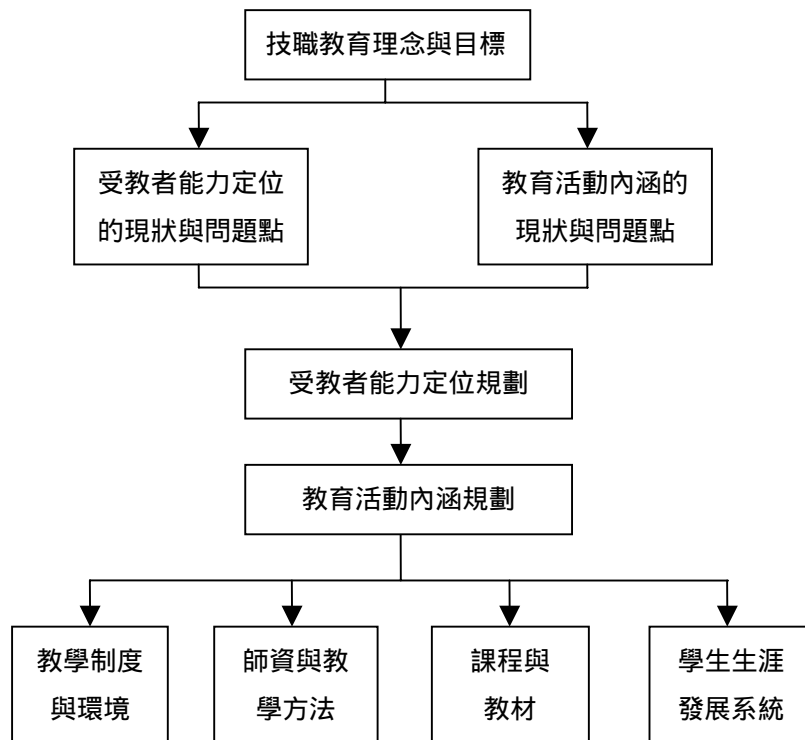 技職教育理念與目標
受教者能力定位
的現狀與問題點
教育活動內涵的
現狀與問題點
受教者能力定位規劃
教育活動內涵規劃
教學制度
與環境
師資與教
學方法
課程與
教材
學生生涯
發展系統